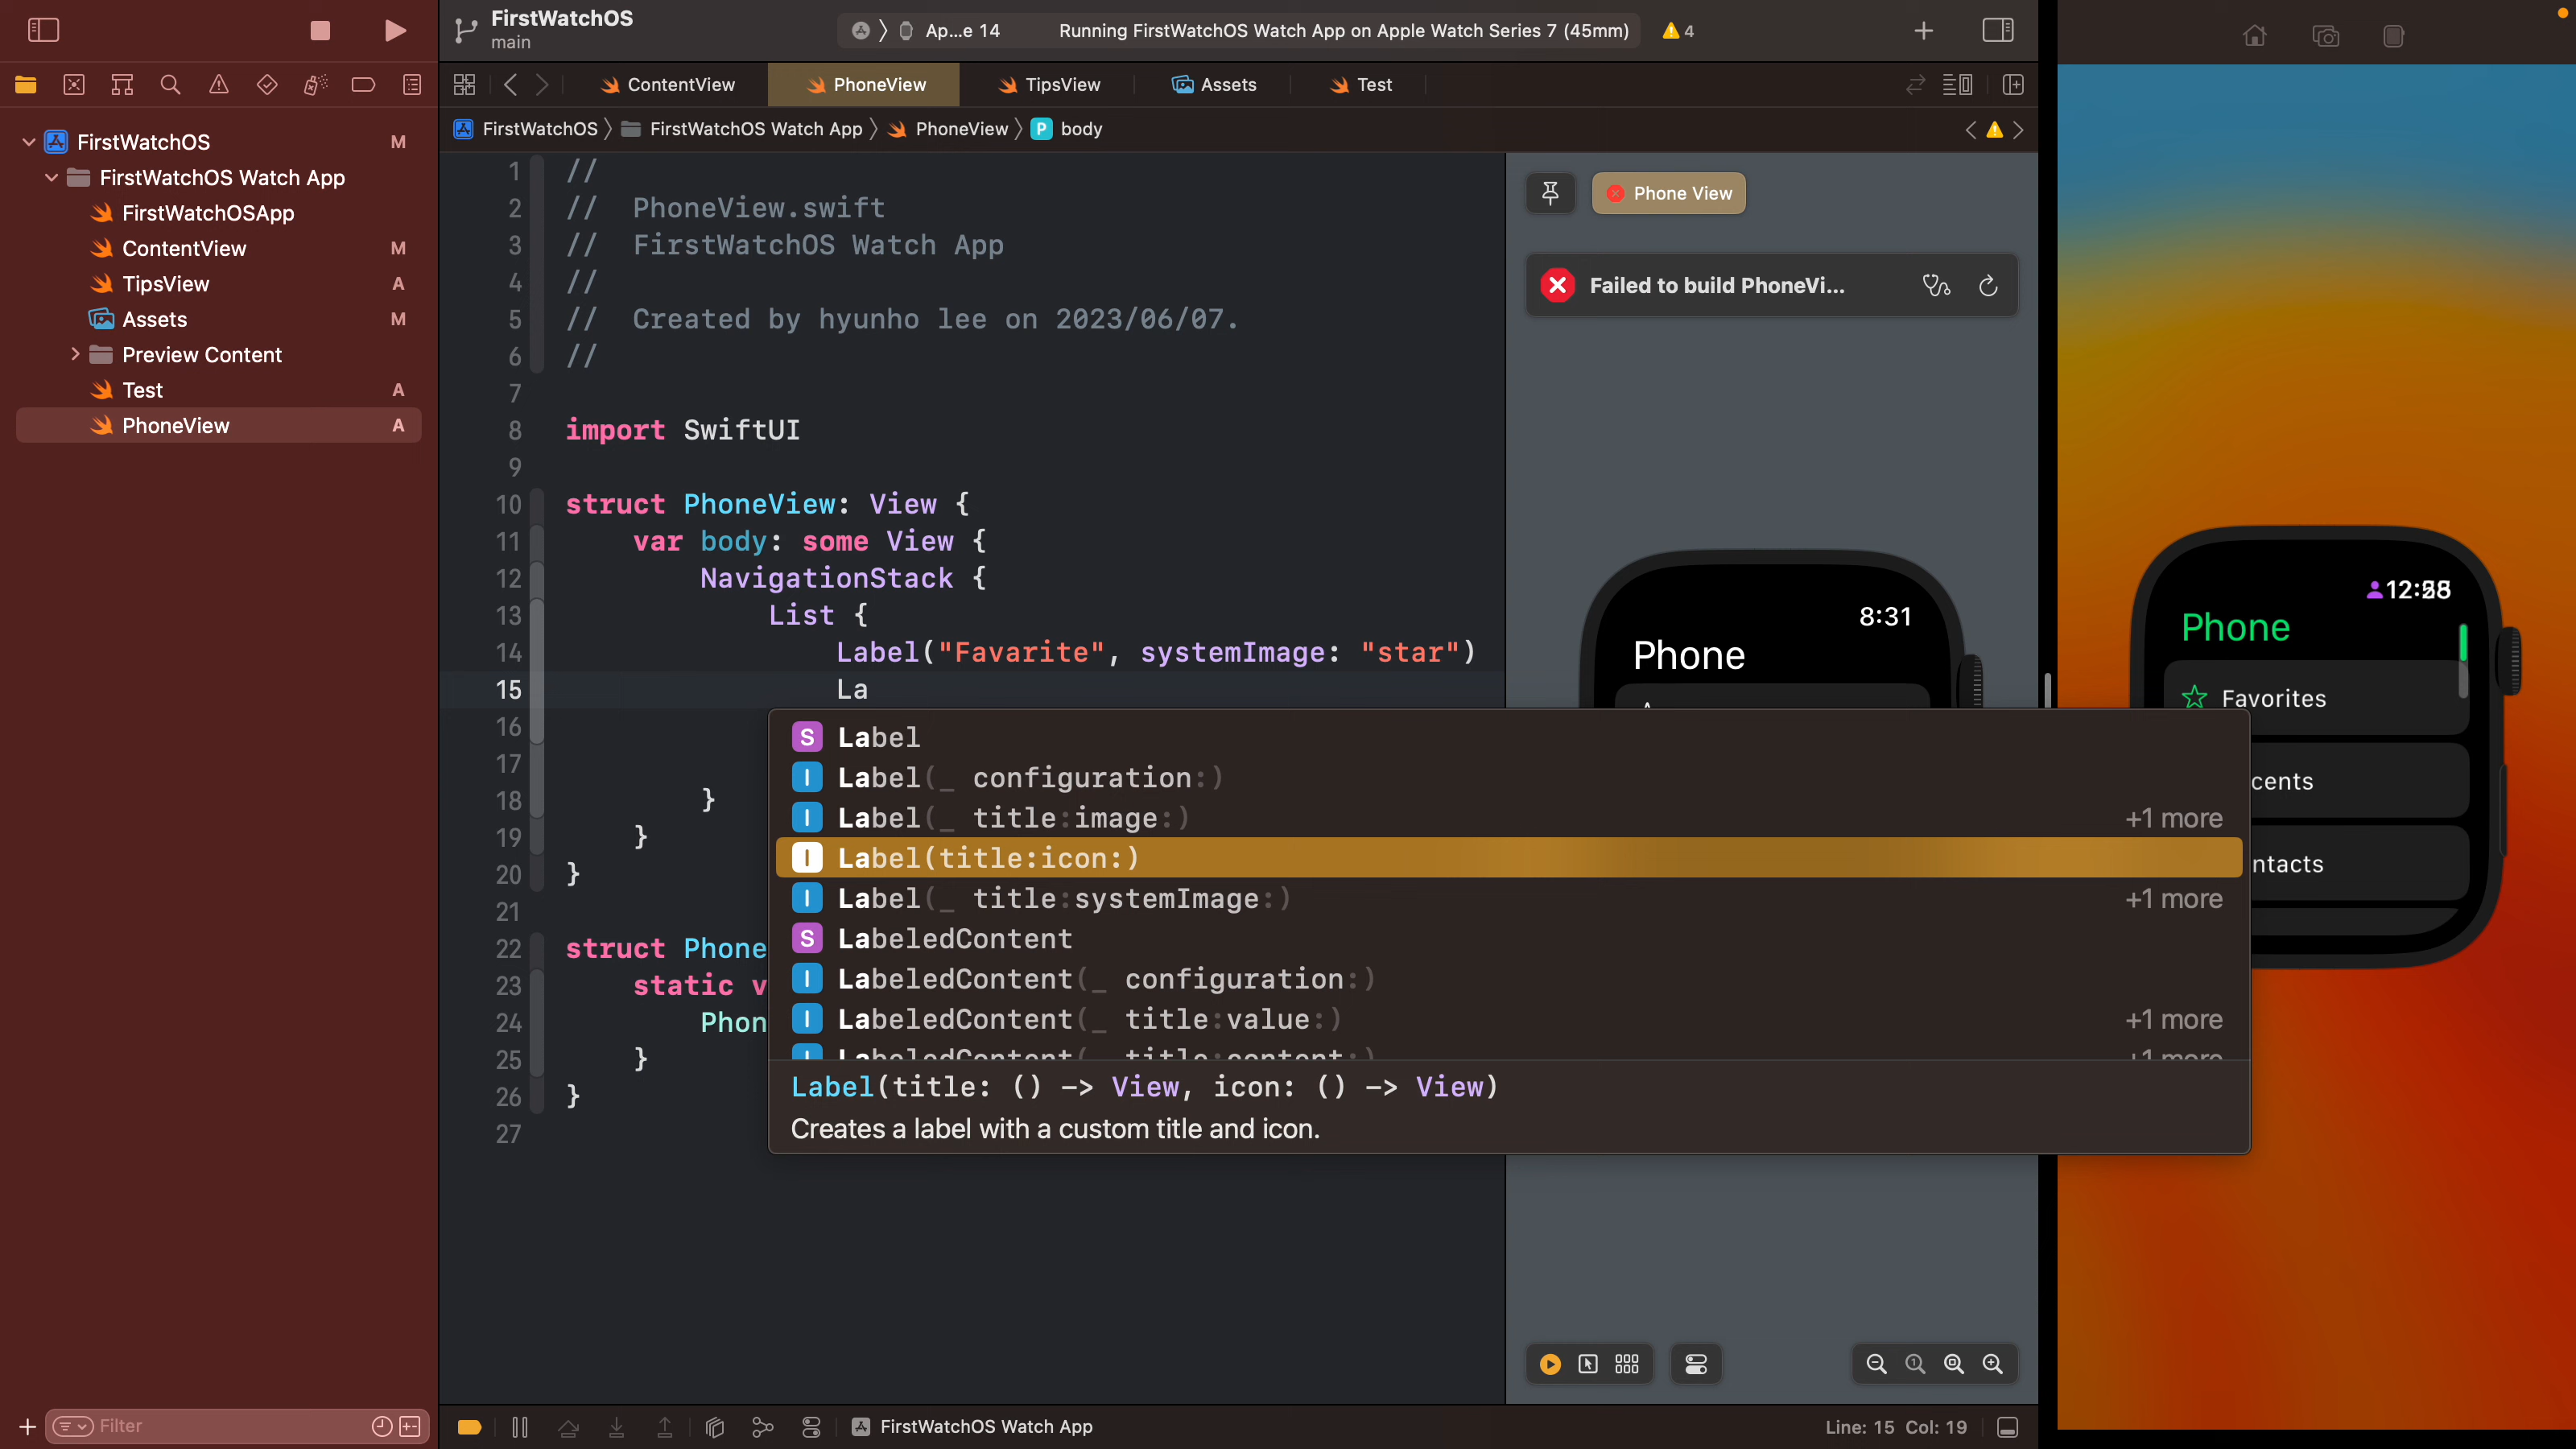 FirstWatchOS
main
Ap...e 14
Running FirstWatchOS Watch App on Apple Watch Series 7 (45mm)
4
ContentView
PhoneView
TipsView
Assets
Test
FirstWatchOS
FirstWatchOS Watch App
PhoneView
P
body
FirstWatchOS
M
FirstWatchOS Watch App
FirstWatchOSApp
ContentView
M
TipsView
A
Assets
M
Preview Content
Test
A
PhoneView
A
1 //
2 //  PhoneView.swift
3 //  FirstWatchOS Watch App
4 //
5 //  Created by hyunho lee on 2023/06/07.
6 //
7
8 import SwiftUI
9
10 struct PhoneView: View {
11 var body: some View {
12 NavigationStack {
13 List {
14 Label("Favarite", systemImage: "star")
15 La
16
17
18 }
19 }
20 }
21
22 struct Phone
23 static v
24 Phon
25 }
26 }
27
S Label
I Label(_ configuration:)
I Label(_ title:image:) +1 more
I Label(title:icon:)
I Label(_ title:systemImage:) +1 more
S LabeledContent
I LabeledContent(_ configuration:)
I LabeledContent(_ title:value:) +1 more
I LabeledContent(_ title:content:) +1 more
Label(title: () -> View, icon: () -> View)
Creates a label with a custom title and icon.
Phone View
Failed to build PhoneVi...
8:31
Phone
Phone
Favorites
cents
ntacts
Filter
FirstWatchOS Watch App
Line: 15 Col: 19